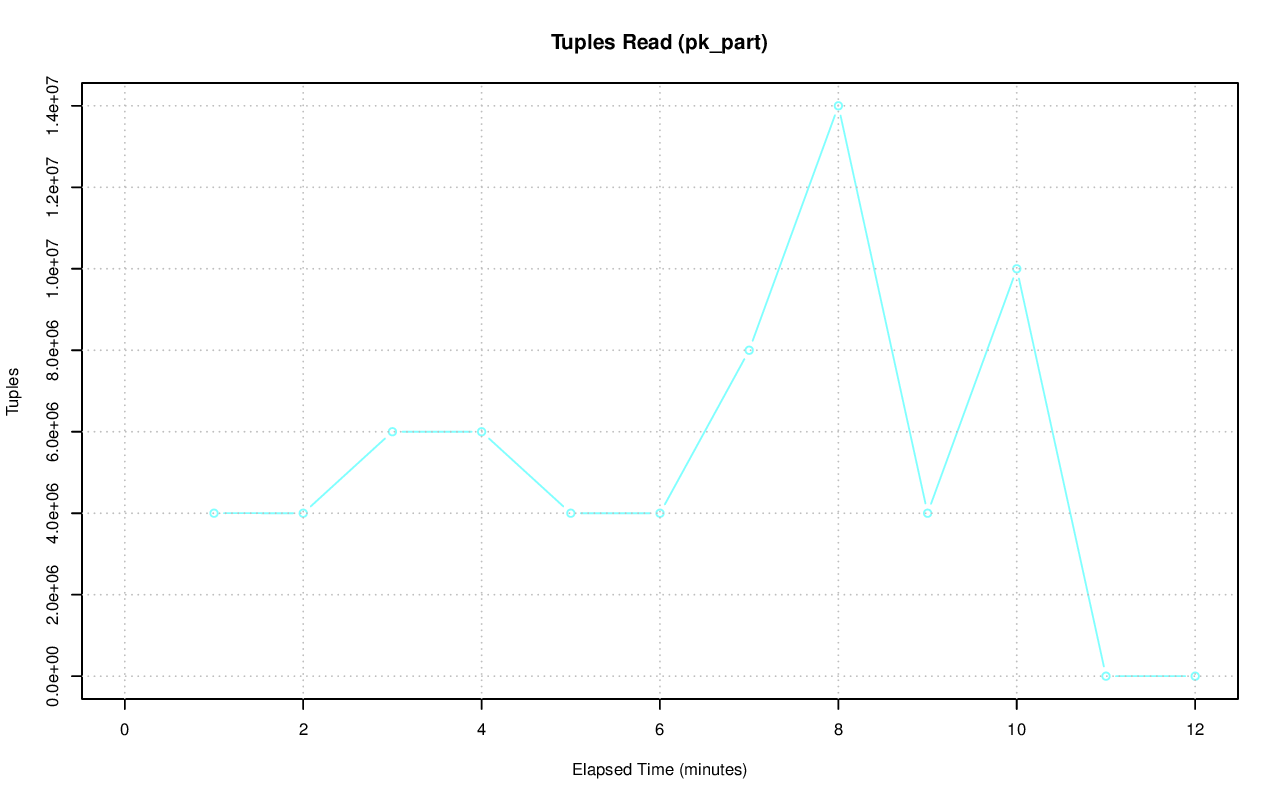 Tuples Read (pk_part)
1.4e+07
1.2e+07
1.0e+07
8.0e+06
6.0e+06
4.0e+06
2.0e+06
0.0e+00
Tuples
0 2 4 6 8 10 12
Elapsed Time (minutes)